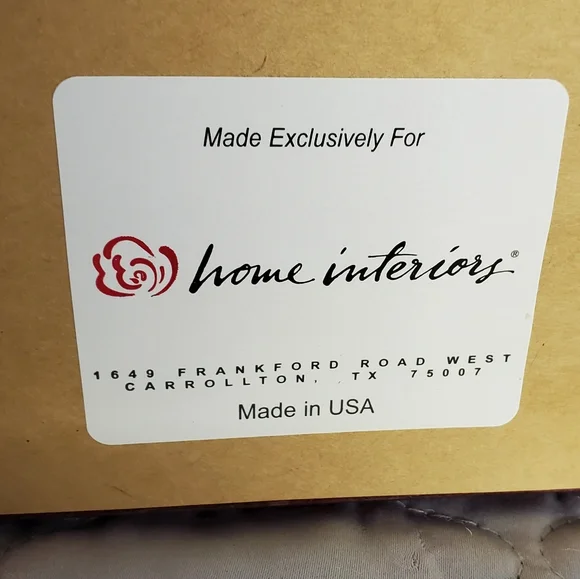 Made Exclusively For
home interiors®
1649 FRANKFORD ROAD WEST
CARROLLTON, TX 75007
Made in USA